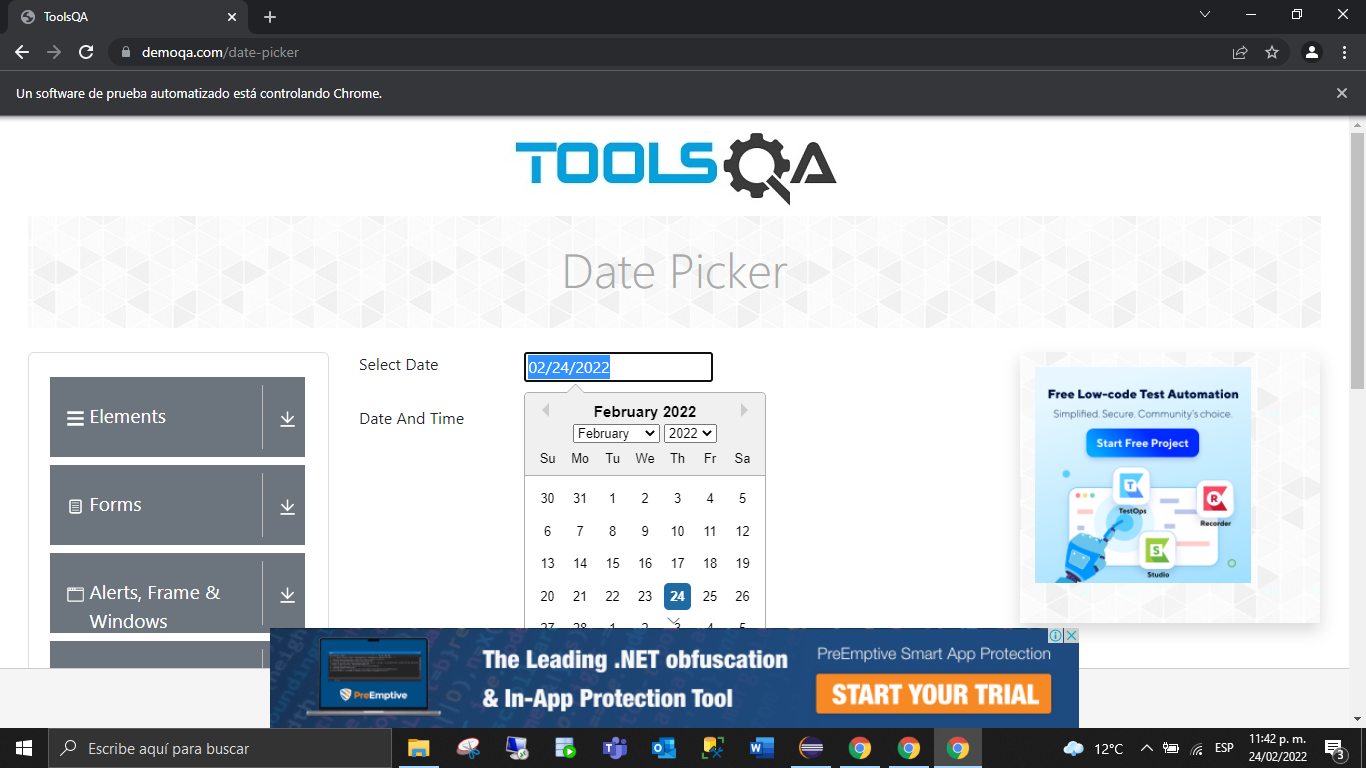 ToolsQA
demoqa.com/date-picker
Un software de prueba automatizado está controlando Chrome.
TOOLSQA
Date Picker
Elements
Forms
Alerts, Frame &
Windows
Select Date
02/24/2022
Date And Time
February 2022
February 2022
Su Mo Tu We Th Fr Sa
30 31 1 2 3 4 5
6 7 8 9 10 11 12
13 14 15 16 17 18 19
20 21 22 23 24 25 26
27 28 1 2 3 4 5
Free Low-code Test Automation
Simplified. Secure. Community's choice.
Start Free Project
TestOps
Recorder
Studio
PreEmptive
The Leading .NET obfuscation
& In-App Protection Tool
PreEmptive Smart App Protection
START YOUR TRIAL
Escribe aquí para buscar
12°C
ESP
11:42 p. m.
24/02/2022
3